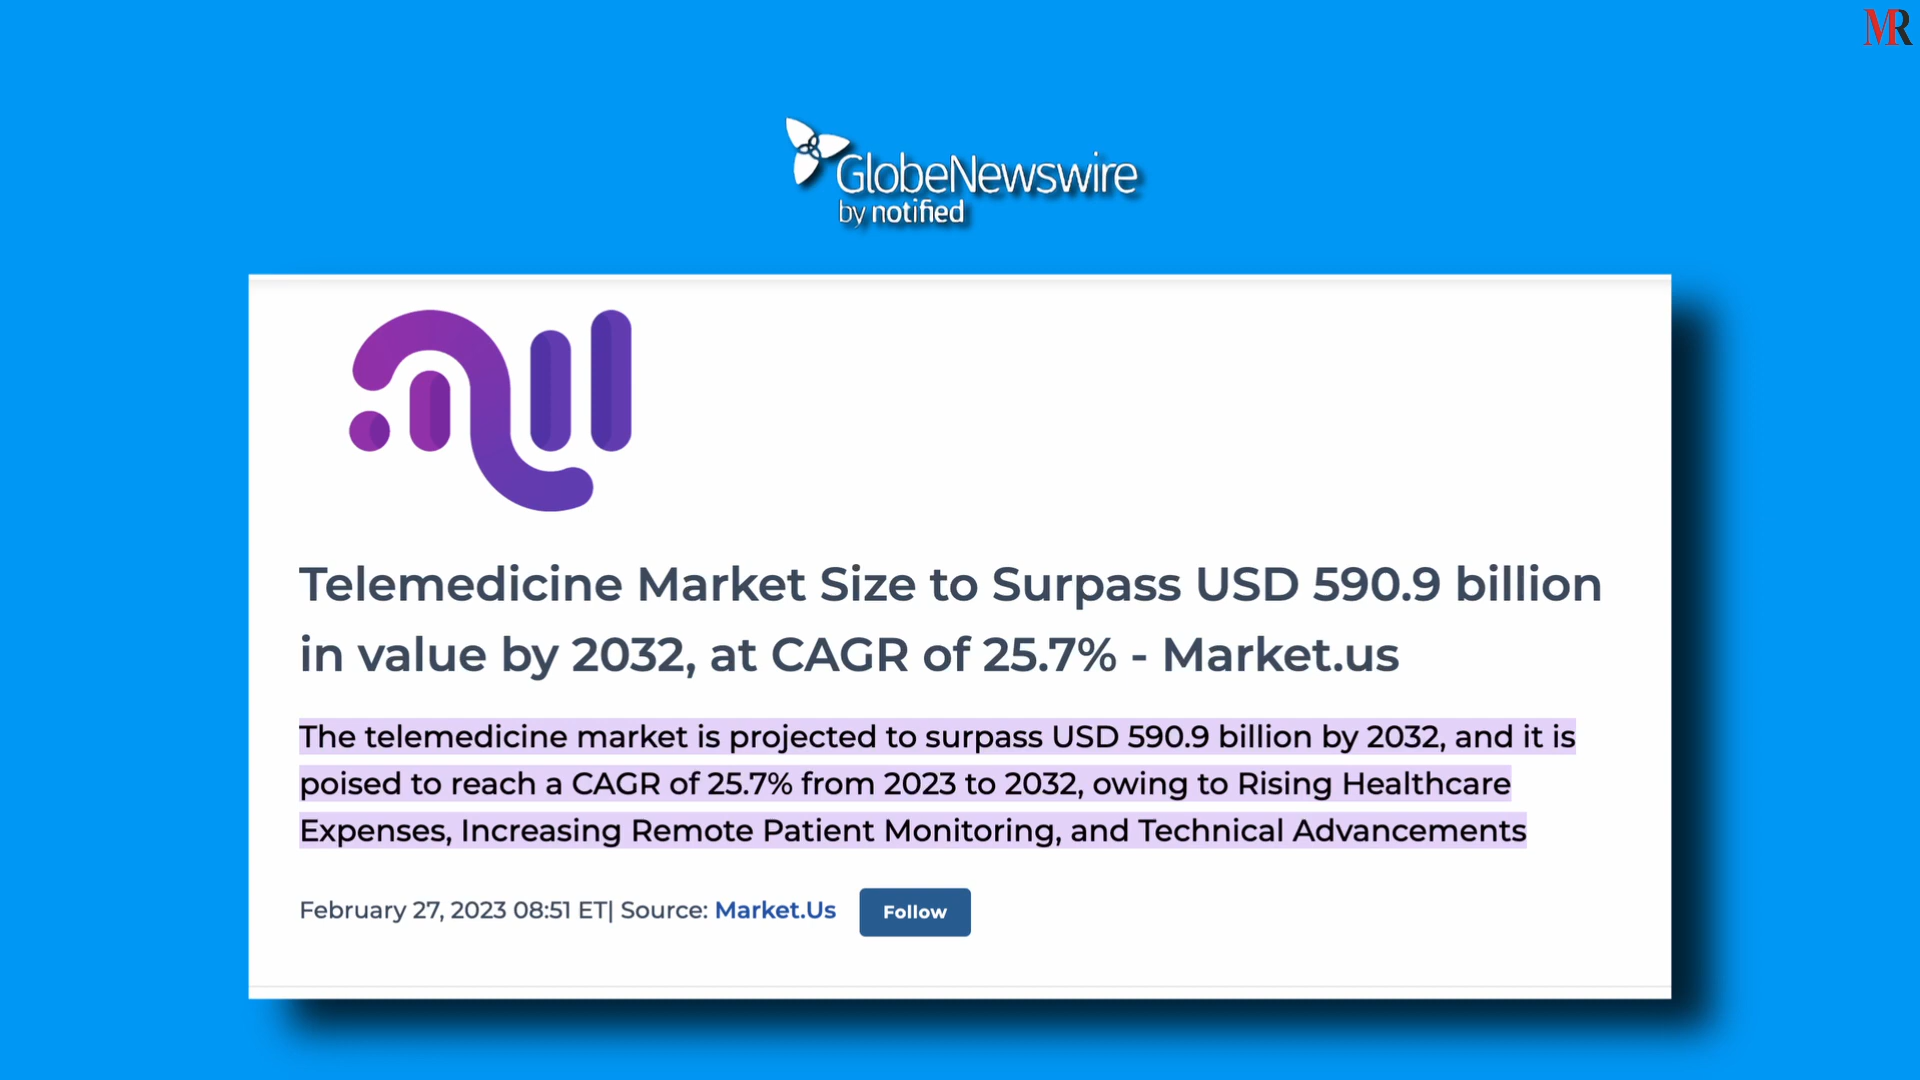 MR
GlobeNewswire
by notified
Telemedicine Market Size to Surpass USD 590.9 billion
in value by 2032, at CAGR of 25.7% - Market.us
The telemedicine market is projected to surpass USD 590.9 billion by 2032, and it is
poised to reach a CAGR of 25.7% from 2023 to 2032, owing to Rising Healthcare
Expenses, Increasing Remote Patient Monitoring, and Technical Advancements
February 27, 2023 08:51 ET| Source: Market.Us Follow